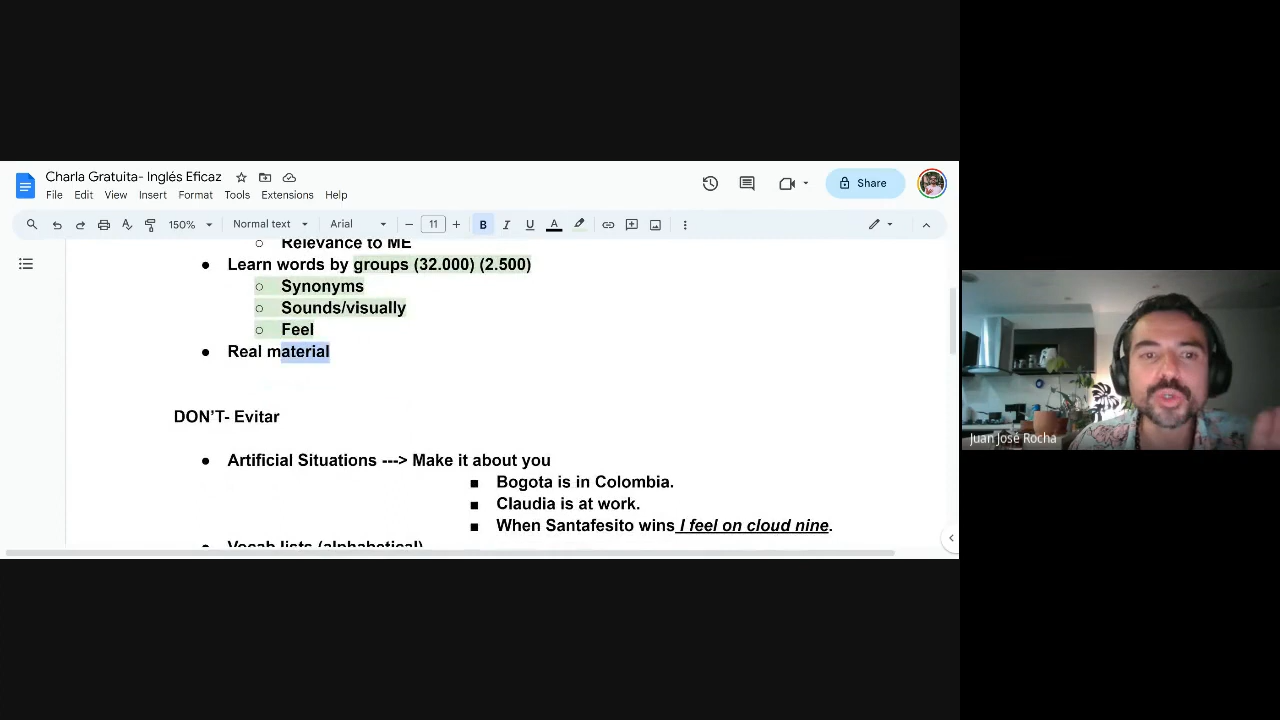 Charla Gratuita- Inglés Eficaz
File Edit View Insert Format Tools Extensions Help
Share
150% Normal text Arial 11 B I U A
Relevance to ME
Learn words by groups (32.000) (2.500)
Synonyms
Sounds/visually
Feel
Real material
DON'T- Evitar
Artificial Situations ---> Make it about you
Bogota is in Colombia.
Claudia is at work.
When Santafesito wins I feel on cloud nine.
Vocab lists (alphabetical)
Juan José Rocha